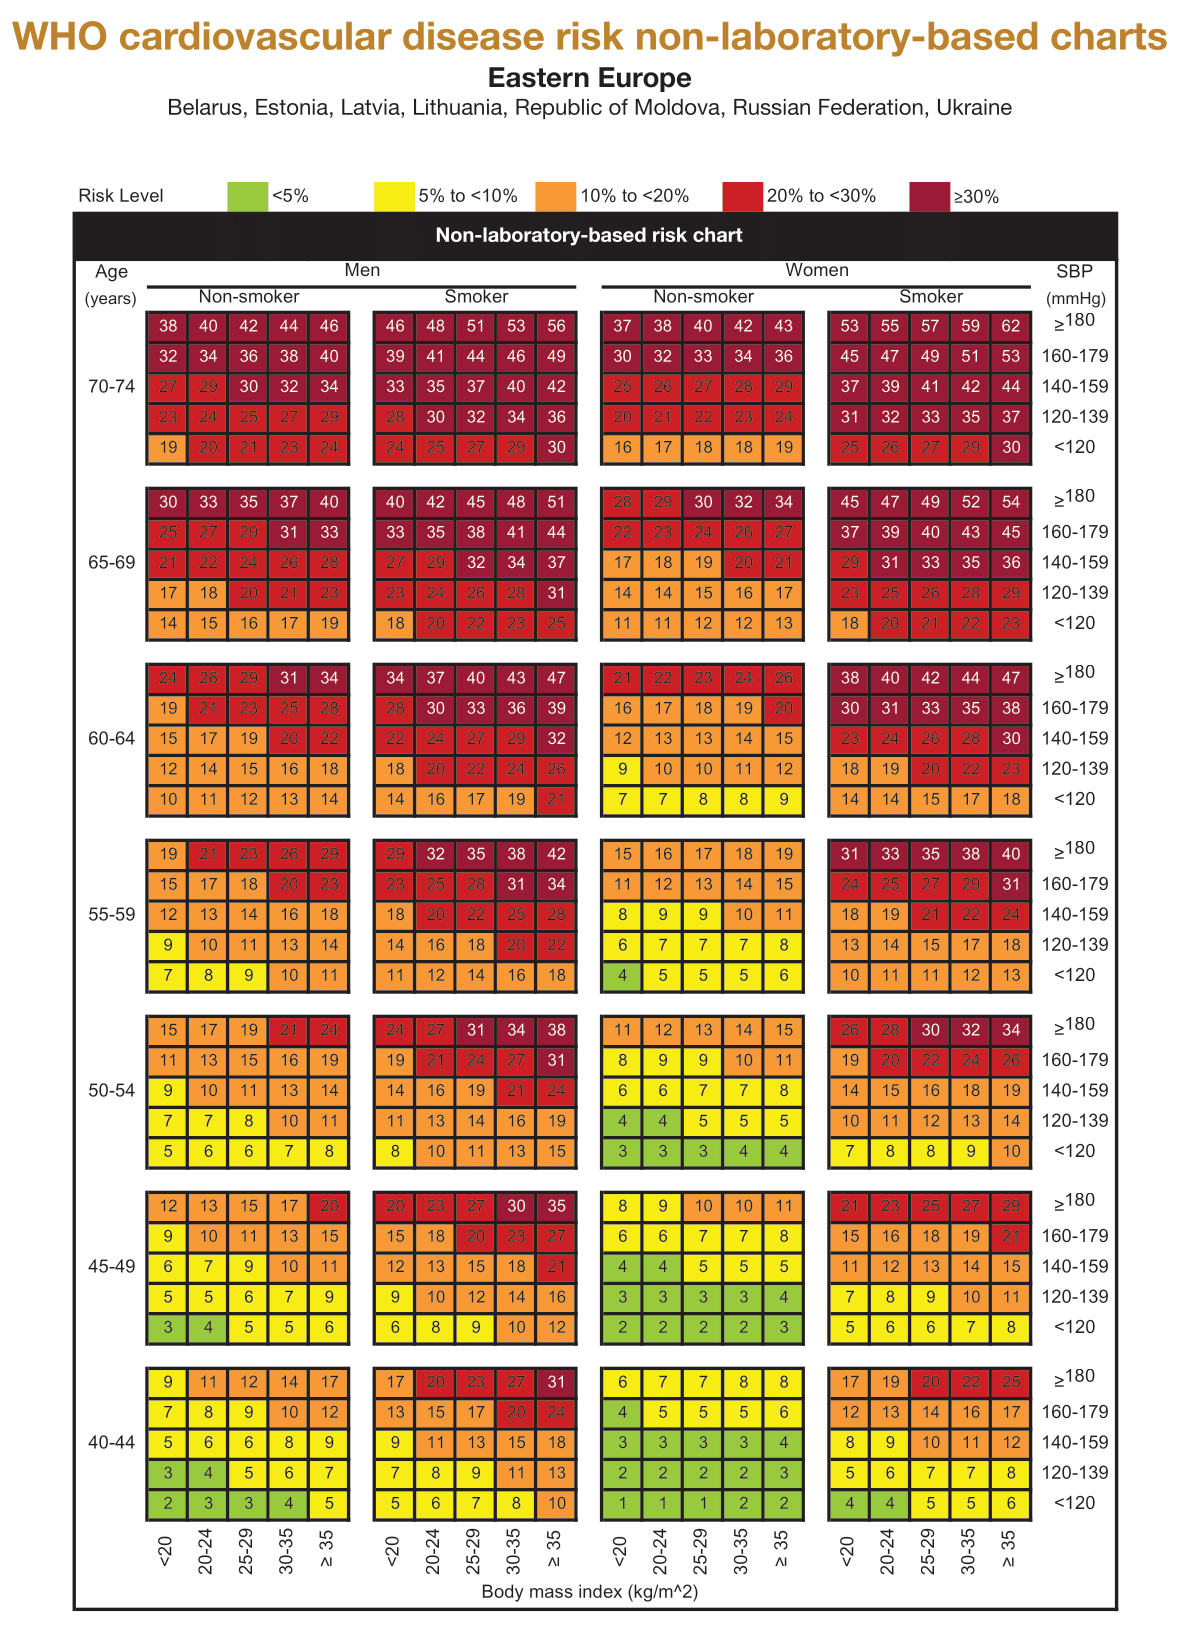 WHO cardiovascular disease risk non-laboratory-based charts
Eastern Europe
Belarus, Estonia, Latvia, Lithuania, Republic of Moldova, Russian Federation, Ukraine
Risk Level <5% 5% to <10% 10% to <20% 20% to <30% ≥30%
Non-laboratory-based risk chart
Age Men Women SBP
(years) Non-smoker Smoker Non-smoker Smoker (mmHg)
38 40 42 44 46 46 48 51 53 56 37 38 40 42 43 53 55 57 59 62 ≥180
32 34 36 38 40 39 41 44 46 49 30 32 33 34 36 45 47 49 51 53 160-179
70-74 27 29 30 32 34 33 35 37 40 42 25 26 27 28 29 37 39 41 42 44 140-159
23 24 25 27 29 28 30 32 34 36 20 21 22 23 24 31 32 33 35 37 120-139
19 20 21 23 24 24 25 27 29 30 16 17 18 18 19 25 26 27 29 30 <120
30 33 35 37 40 40 42 45 48 51 28 29 30 32 34 45 47 49 52 54 ≥180
25 27 29 31 33 33 35 38 41 44 22 23 24 26 27 37 39 40 43 45 160-179
65-69 21 22 24 26 28 27 29 32 34 37 17 18 19 20 21 29 31 33 35 36 140-159
17 18 20 21 23 23 24 26 28 31 14 14 15 16 17 23 25 26 28 29 120-139
14 15 16 17 19 18 20 22 23 25 11 11 12 12 13 18 20 21 22 23 <120
24 26 29 31 34 34 37 40 43 47 21 22 23 24 26 38 40 42 44 47 ≥180
19 21 23 25 28 28 30 33 36 39 16 17 18 19 20 30 31 33 35 38 160-179
60-64 15 17 19 20 22 22 24 27 29 32 12 13 13 14 15 23 24 26 28 30 140-159
12 14 15 16 18 18 20 22 24 26 9 10 10 11 12 18 19 20 22 23 120-139
10 11 12 13 14 14 16 17 19 21 7 7 8 8 9 14 14 15 17 18 <120
19 21 23 26 29 29 32 35 38 42 15 16 17 18 19 31 33 35 38 40 ≥180
15 17 18 20 23 23 25 28 31 34 11 12 13 14 15 24 25 27 29 31 160-179
55-59 12 13 14 16 18 18 20 22 25 28 8 9 9 10 11 18 19 21 22 24 140-159
9 10 11 13 14 14 16 18 20 22 6 7 7 7 8 13 14 15 17 18 120-139
7 8 9 10 11 11 12 14 16 18 4 5 5 5 6 10 11 11 12 13 <120
15 17 19 21 24 24 27 31 34 38 11 12 13 14 15 26 28 30 32 34 ≥180
11 13 15 16 19 19 21 24 27 31 8 9 9 10 11 19 20 22 24 26 160-179
50-54 9 10 11 13 14 14 16 19 21 24 6 6 7 7 8 14 15 16 18 19 140-159
7 7 8 10 11 11 13 14 16 19 4 4 5 5 5 10 11 12 13 14 120-139
5 6 6 7 8 8 10 11 13 15 3 3 3 4 4 7 8 8 9 10 <120
12 13 15 17 20 20 23 27 30 35 8 9 10 10 11 21 23 25 27 29 ≥180
9 10 11 13 15 15 18 20 23 27 6 6 7 7 8 15 16 18 19 21 160-179
45-49 6 7 9 10 11 12 13 15 18 21 4 4 5 5 5 11 12 13 14 15 140-159
5 5 6 7 9 9 10 12 14 16 3 3 3 3 4 7 8 9 10 11 120-139
3 4 5 5 6 6 8 9 10 12 2 2 2 2 3 5 6 6 7 8 <120
9 11 12 14 17 17 20 23 27 31 6 7 7 8 8 17 19 20 22 25 ≥180
7 8 9 10 12 13 15 17 20 24 4 5 5 5 6 12 13 14 16 17 160-179
40-44 5 6 6 8 9 9 11 13 15 18 3 3 3 3 4 8 9 10 11 12 140-159
3 4 5 6 7 7 8 9 11 13 2 2 2 2 3 5 6 7 7 8 120-139
2 3 3 4 5 5 6 7 8 10 1 1 1 2 2 4 4 5 5 6 <120
<20 20-24 25-29 30-35 ≥ 35 <20 20-24 25-29 30-35 ≥ 35 <20 20-24 25-29 30-35 ≥ 35 <20 20-24 25-29 30-35 ≥ 35
Body mass index (kg/m^2)